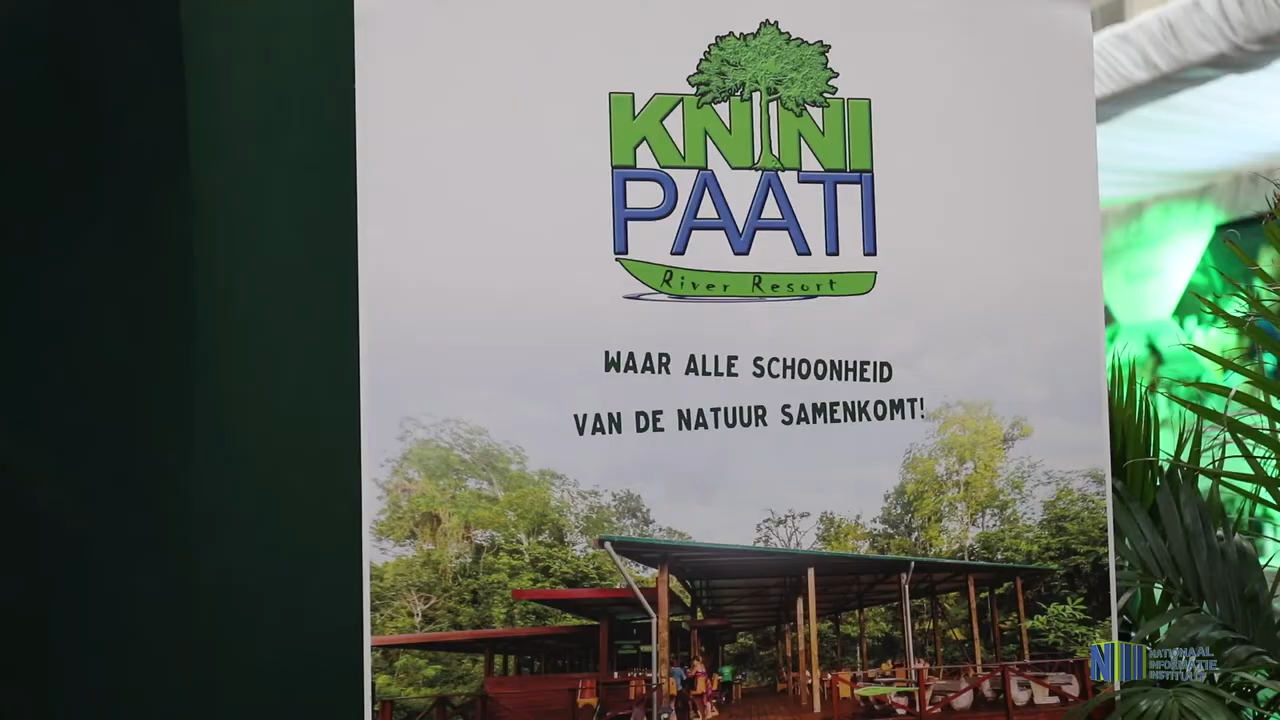 KNINI
PAATI
River Resort
WAAR ALLE SCHOONHEID
VAN DE NATUUR SAMENKOMT!
NATIONAAL
INFORMATIE
INSTITUUT